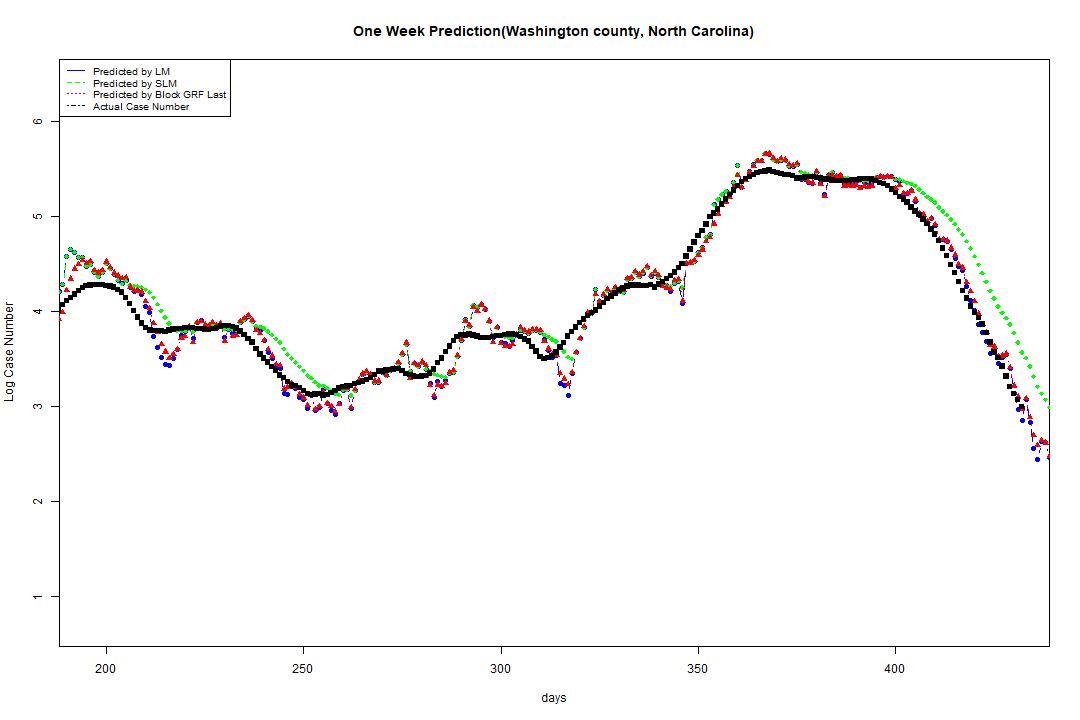 One Week Prediction(Washington county, North Carolina)
Predicted by LM
Predicted by SLM
Predicted by Block GRF Last
Actual Case Number
6
5
4
3
2
1
Log Case Number
200 250 300 350 400
days